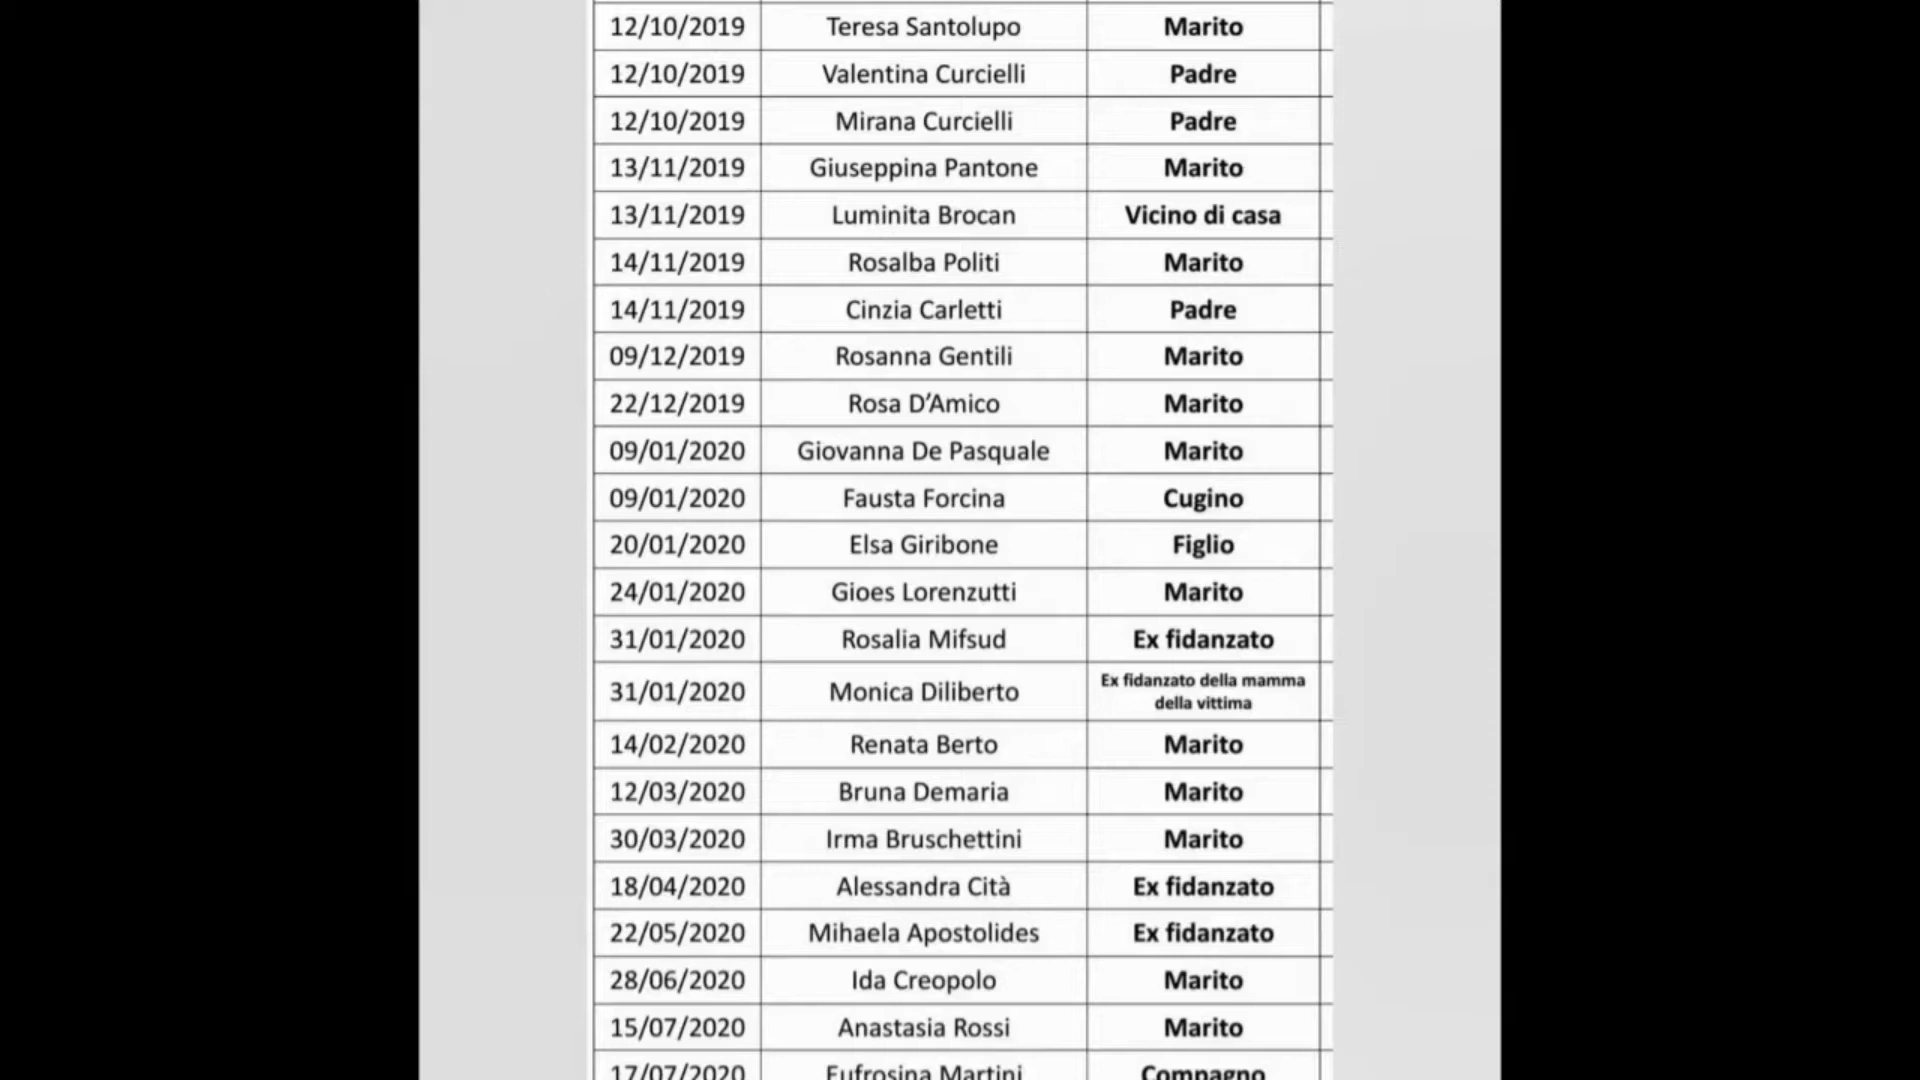 12/10/2019 Teresa Santolupo Marito
12/10/2019 Valentina Curcielli Padre
12/10/2019 Mirana Curcielli Padre
13/11/2019 Giuseppina Pantone Marito
13/11/2019 Luminita Brocan Vicino di casa
14/11/2019 Rosalba Politi Marito
14/11/2019 Cinzia Carletti Padre
09/12/2019 Rosanna Gentili Marito
22/12/2019 Rosa D’Amico Marito
09/01/2020 Giovanna De Pasquale Marito
09/01/2020 Fausta Forcina Cugino
20/01/2020 Elsa Giribone Figlio
24/01/2020 Gioes Lorenzutti Marito
31/01/2020 Rosalia Mifsud Ex fidanzato
31/01/2020 Monica Diliberto Ex fidanzato della mamma
della vittima
14/02/2020 Renata Berto Marito
12/03/2020 Bruna Demaria Marito
30/03/2020 Irma Bruschettini Marito
18/04/2020 Alessandra Cità Ex fidanzato
22/05/2020 Mihaela Apostolides Ex fidanzato
28/06/2020 Ida Creopolo Marito
15/07/2020 Anastasia Rossi Marito
17/07/2020 Eufrosina Martini Compagno